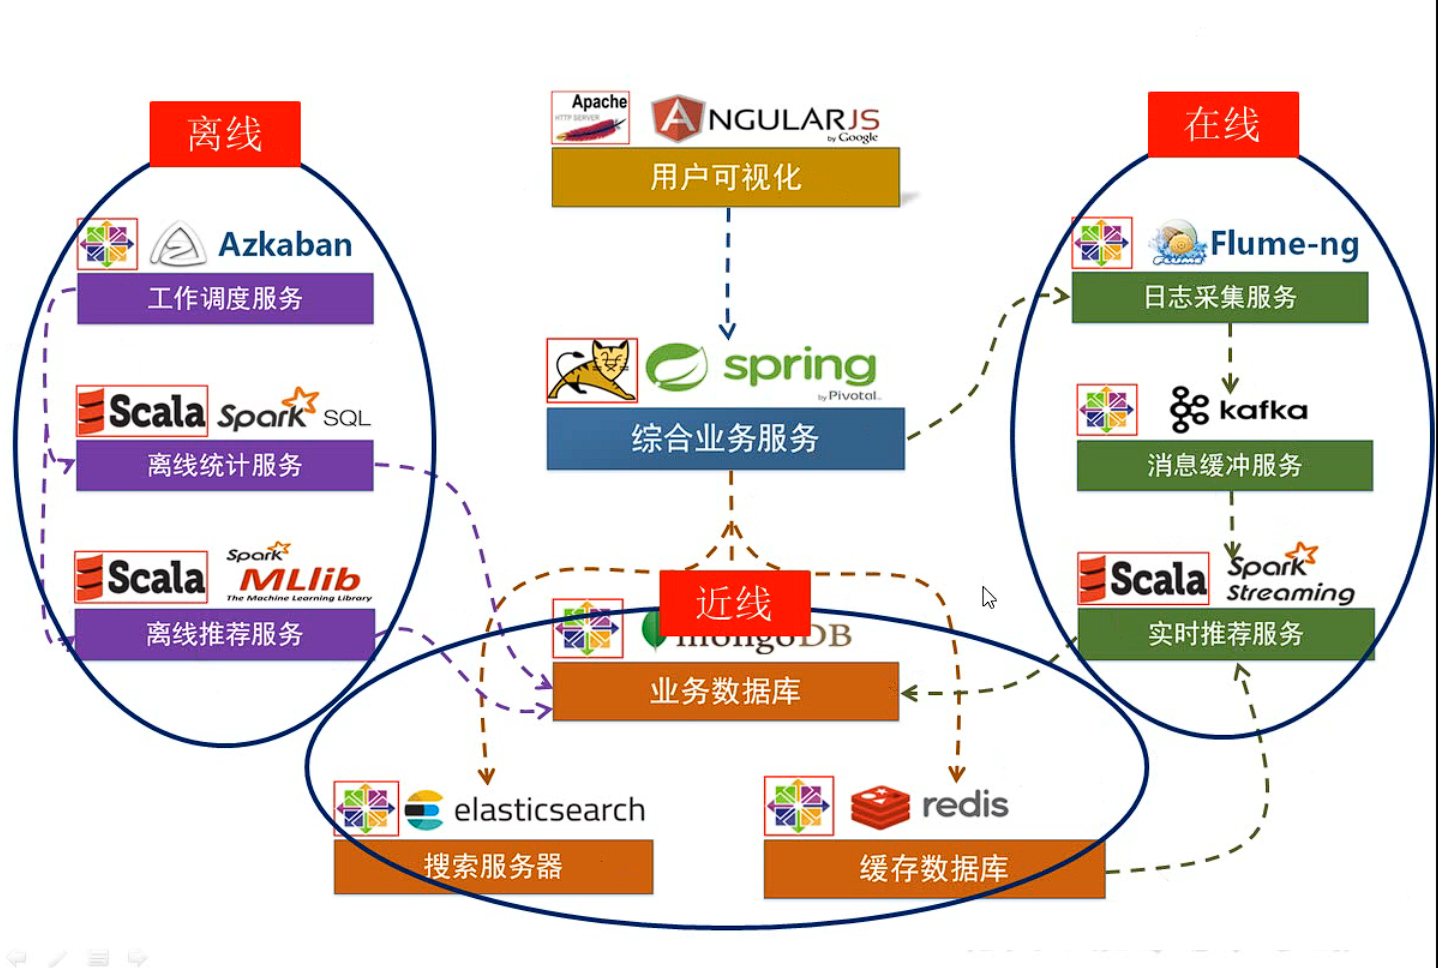 离线
Apache
HTTP SERVER
ANGULARJS
by Google
在线
用户可视化
Azkaban
工作调度服务
FLUME
Flume-ng
日志采集服务
spring
by Pivotal
综合业务服务
Scala
Spark SQL
离线统计服务
kafka
消息缓冲服务
Scala
Spark
MLlib
The Machine Learning Library
离线推荐服务
近线
mongoDB
业务数据库
Scala
Spark
Streaming
实时推荐服务
elasticsearch
搜索服务器
redis
缓存数据库